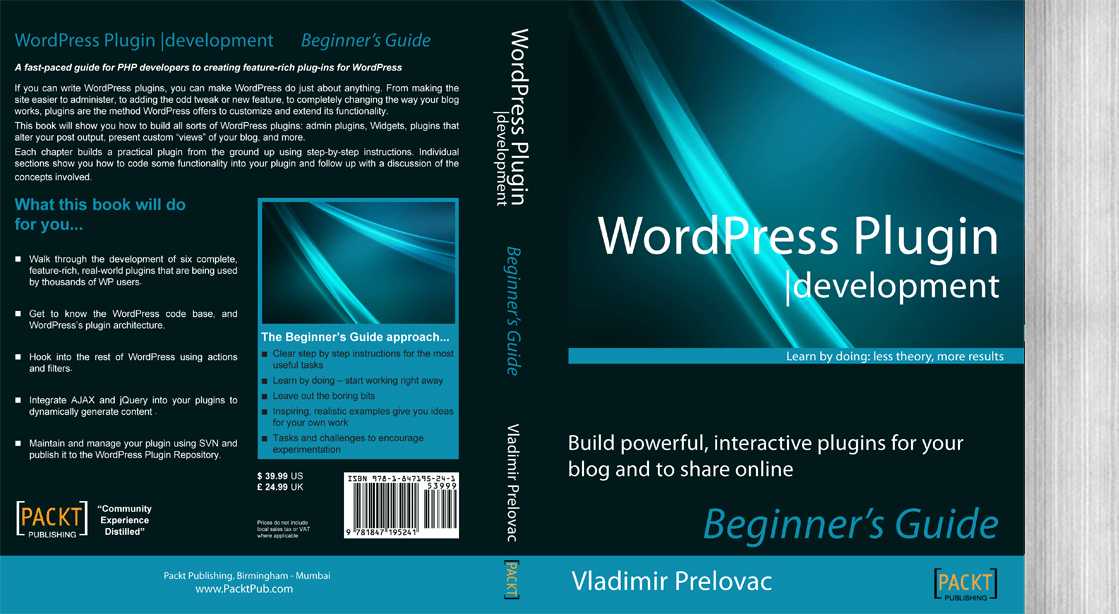 WordPress Plugin |development Beginner's Guide
A fast-paced guide for PHP developers to creating feature-rich plug-ins for WordPress
If you can write WordPress plugins, you can make WordPress do just about anything. From making the
site easier to administer, to adding the odd tweak or new feature, to completely changing the way your blog
works, plugins are the method WordPress offers to customize and extend its functionality.
This book will show you how to build all sorts of WordPress plugins: admin plugins, Widgets, plugins that
alter your post output, present custom “views” of your blog, and more.
Each chapter builds a practical plugin from the ground up using step-by-step instructions. Individual
sections show you how to code some functionality into your plugin and follow up with a discussion of the
concepts involved.
What this book will do
for you...
■ Walk through the development of six complete,
feature-rich, real-world plugins that are being used
by thousands of WP users.
■ Get to know the WordPress code base, and
WordPress's plugin architecture.
■ Hook into the rest of WordPress using actions
and filters.
■ Integrate AJAX and jQuery into your plugins to
dynamically generate content .
■ Maintain and manage your plugin using SVN and
publish it to the WordPress Plugin Repository.
The Beginner's Guide approach...
■ Clear step by step instructions for the most
useful tasks
■ Learn by doing – start working right away
■ Leave out the boring bits
■ Inspiring, realistic examples give you ideas
for your own work
■ Tasks and challenges to encourage
experimentation
$ 39.99 US
£ 24.99 UK
Prices do not include
local sales tax or VAT
where applicable
ISBN 978-1-847195-24-1
53999
9 781847 195241
[PACKT]
PUBLISHING
“Community
Experience
Distilled”
Packt Publishing, Birmingham - Mumbai
www.PacktPub.com
WordPress Plugin
|development
Beginner's Guide
Vladimir Prelovac
[PACKT]
PUBLISHING
WordPress Plugin
|development
Learn by doing: less theory, more results
Build powerful, interactive plugins for your
blog and to share online
Beginner's Guide
Vladimir Prelovac
[PACKT]
PUBLISHING